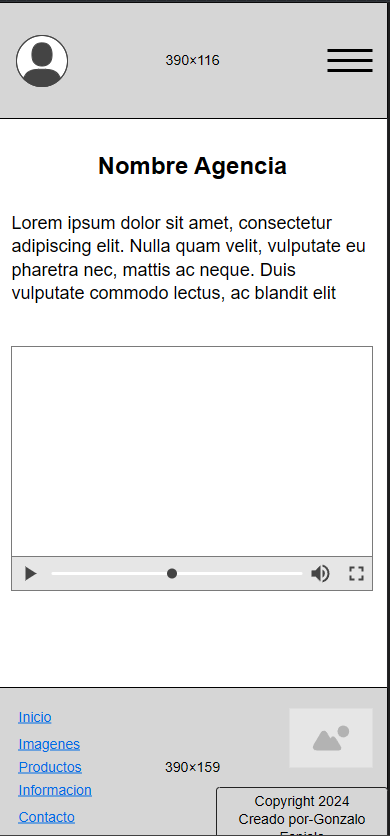 390×116
Nombre Agencia
Lorem ipsum dolor sit amet, consectetur
adipiscing elit. Nulla quam velit, vulputate eu
pharetra nec, mattis ac neque. Duis
vulputate commodo lectus, ac blandit elit
Inicio
Imagenes
Productos
390×159
Informacion
Contacto
Copyright 2024
Creado por-Gonzalo